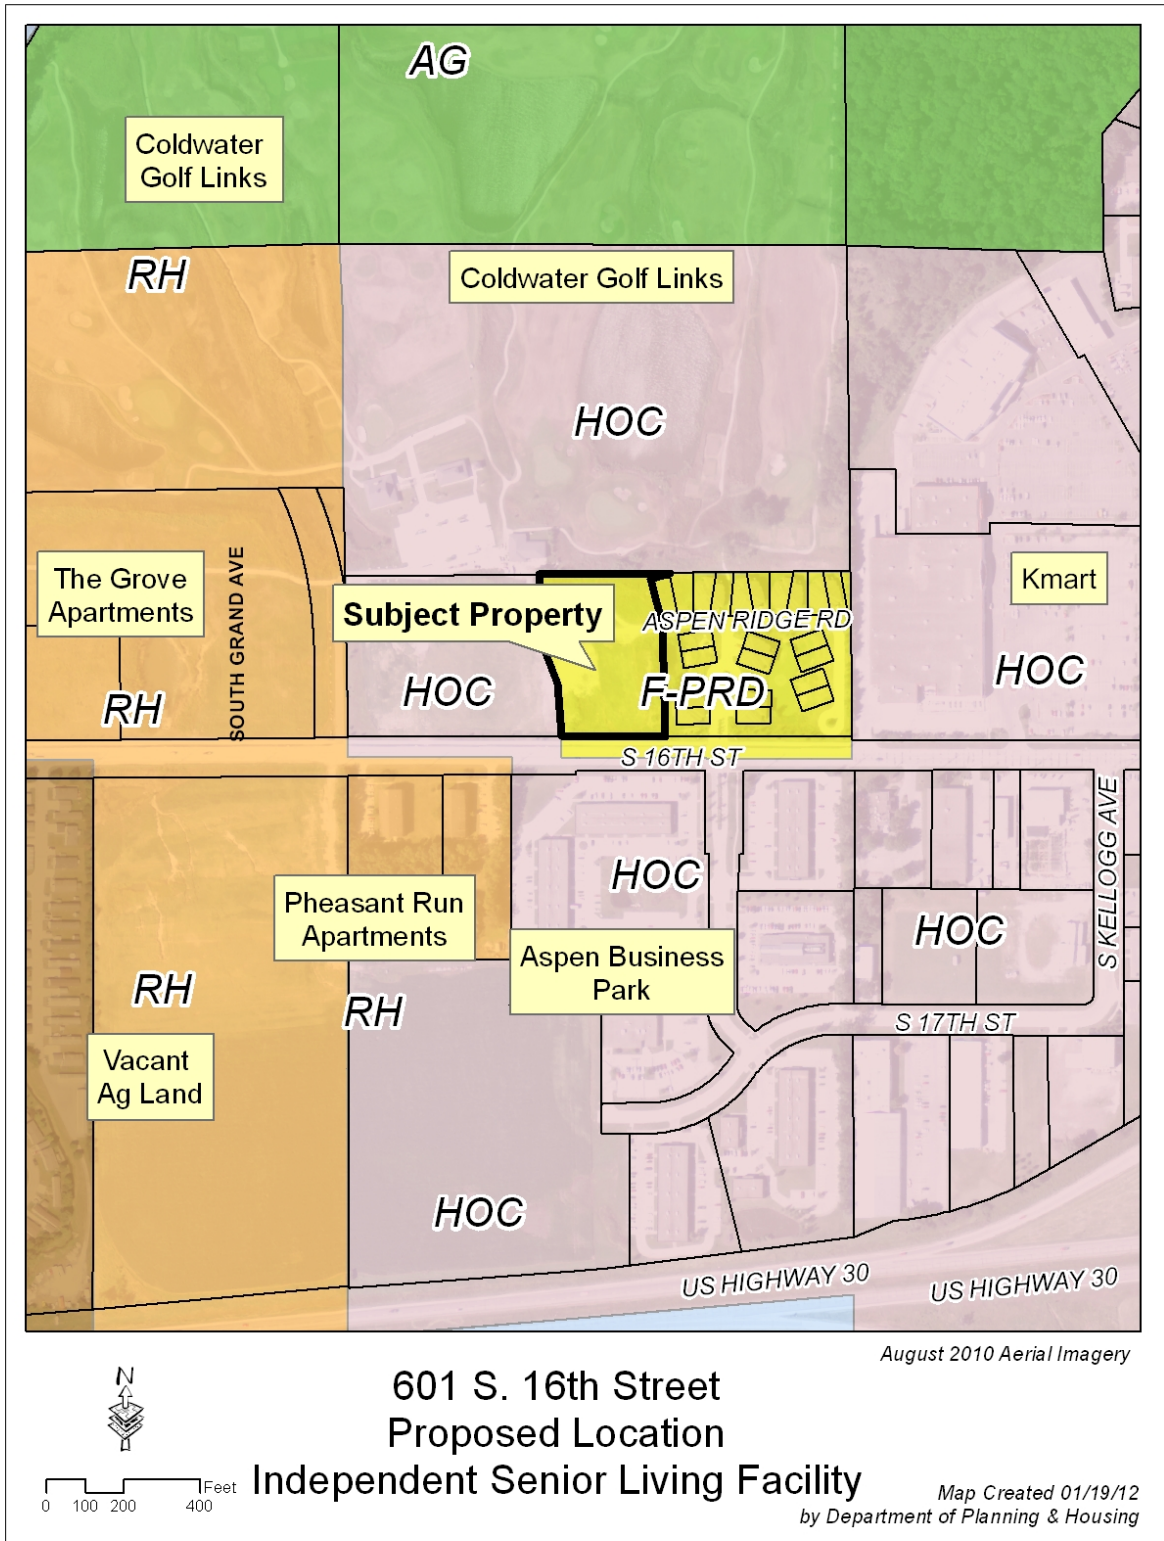 AG
Coldwater
Golf Links
RH
Coldwater Golf Links
HOC
The Grove
Apartments
SOUTH GRAND AVE
Subject Property
Kmart
ASPEN RIDGE RD
RH
HOC
F-PRD
HOC
S 16TH ST
S KELLOGG AVE
HOC
Pheasant Run
Apartments
HOC
Aspen Business
Park
RH
RH
S 17TH ST
Vacant
Ag Land
HOC
US HIGHWAY 30
US HIGHWAY 30
August 2010 Aerial Imagery
N
601 S. 16th Street
Proposed Location
Independent Senior Living Facility
Feet
0 100 200 400
Map Created 01/19/12
by Department of Planning & Housing